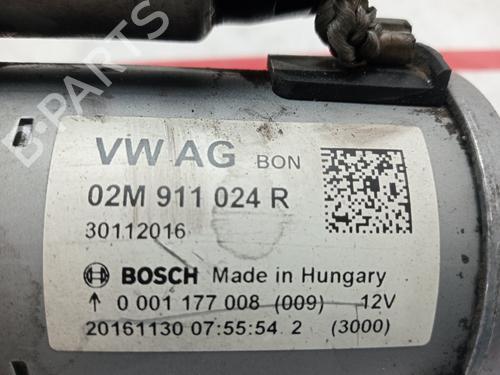 VW AG BON
02M 911 024 R
30112016
BOSCH Made in Hungary
↑ 0 001 177 008 (009) 12V
20161130 07:55:54 2 (3000)
B-PARTS